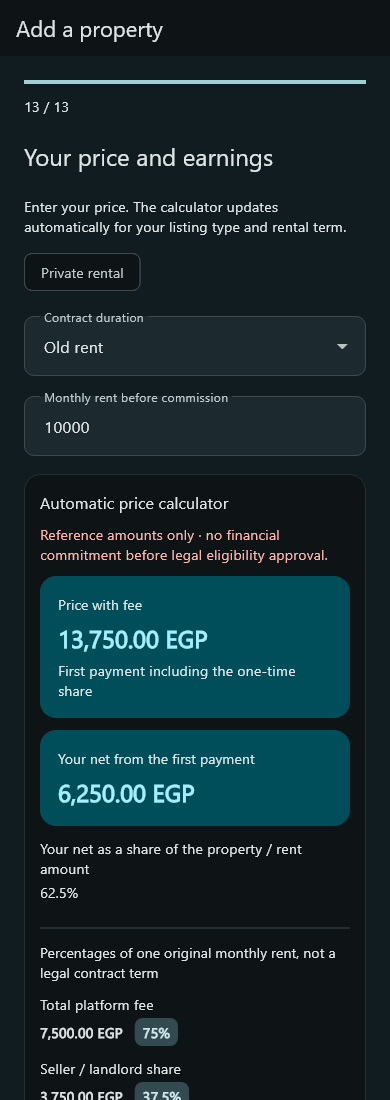 Add a property
13 / 13
Your price and earnings
Enter your price. The calculator updates
automatically for your listing type and rental term.
Private rental
Contract duration
Old rent
Monthly rent before commission
10000
Automatic price calculator
Reference amounts only · no financial
commitment before legal eligibility approval.
Price with fee
13,750.00 EGP
First payment including the one-time
share
Your net from the first payment
6,250.00 EGP
Your net as a share of the property / rent
amount
62.5%
Percentages of one original monthly rent, not a
legal contract term
Total platform fee
7,500.00 EGP 75%
Seller / landlord share
3,750.00 EGP 37.5%